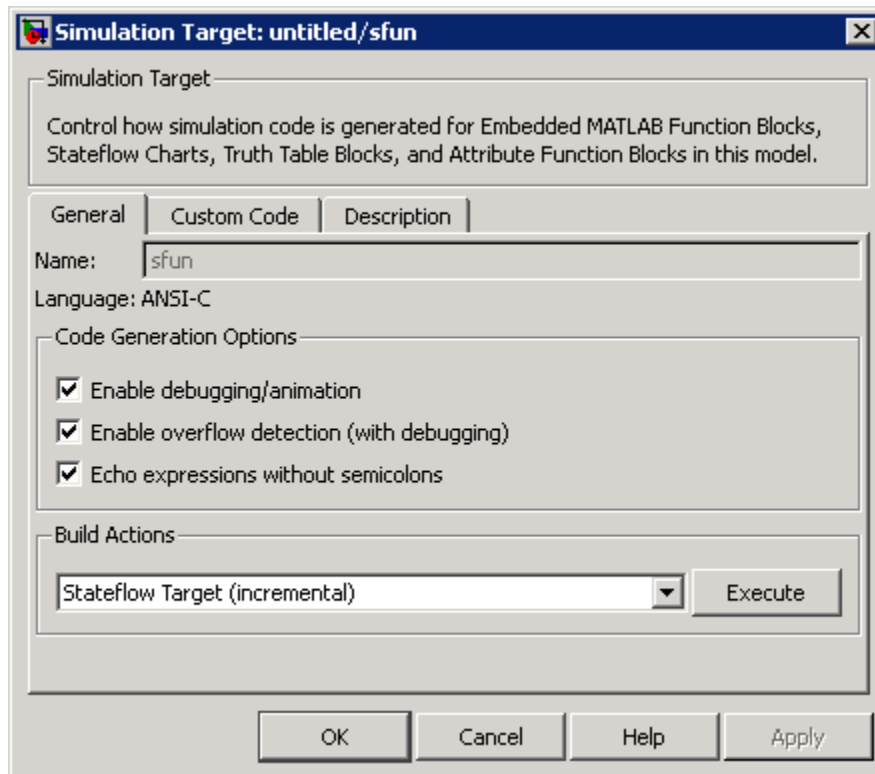 Simulation Target: untitled/sfun
Simulation Target
Control how simulation code is generated for Embedded MATLAB Function Blocks,
Stateflow Charts, Truth Table Blocks, and Attribute Function Blocks in this model.
General Custom Code Description
Name: sfun
Language: ANSI-C
Code Generation Options
Enable debugging/animation
Enable overflow detection (with debugging)
Echo expressions without semicolons
Build Actions
Stateflow Target (incremental) Execute
OK Cancel Help Apply